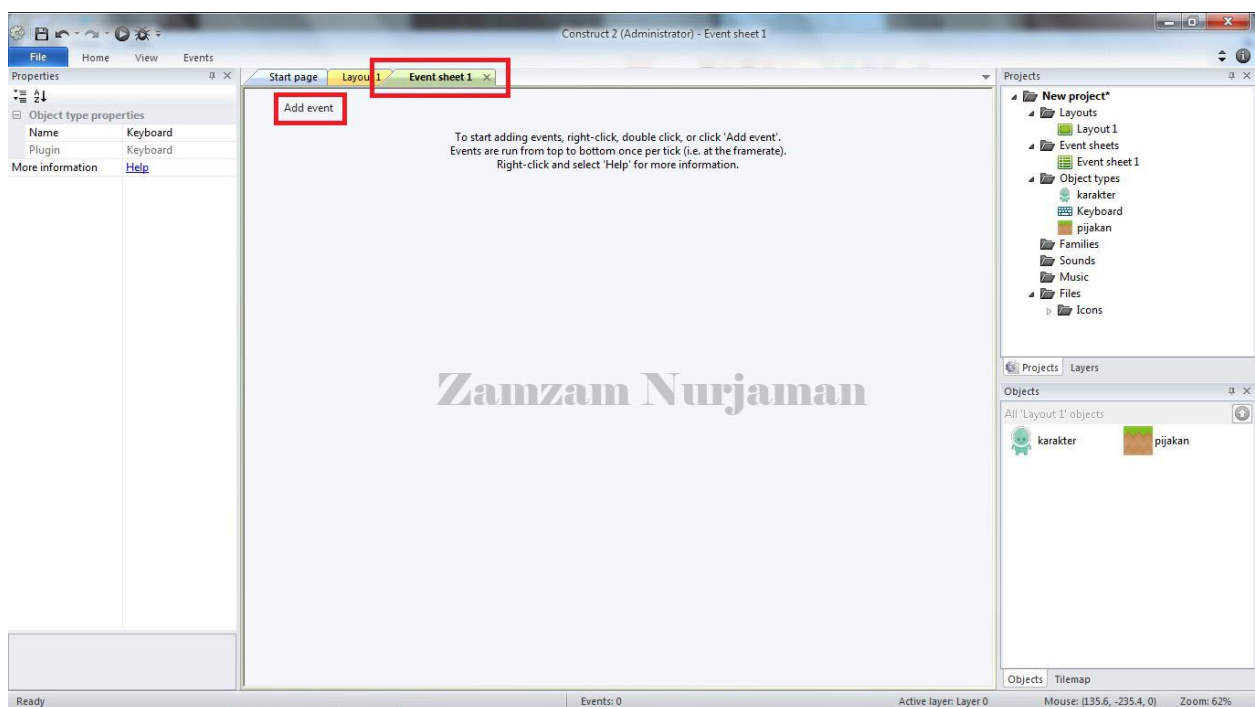 Construct 2 (Administrator) - Event sheet 1
File Home View Events
Properties
Object type properties
Name Keyboard
Plugin Keyboard
More information Help
Start page Layout 1 Event sheet 1
Add event
To start adding events, right-click, double click, or click 'Add event'.
Events are run from top to bottom once per tick (i.e. at the framerate).
Right-click and select 'Help' for more information.
Zamzam Nurjaman
Projects
New project*
Layouts
Layout 1
Event sheets
Event sheet 1
Object types
karakter
Keyboard
pijakan
Families
Sounds
Music
Files
Icons
Projects Layers
Objects
All 'Layout 1' objects
karakter pijakan
Objects Tilemap
Ready Events: 0 Active layer: Layer 0 Mouse: (135.6, -235.4, 0) Zoom: 62%